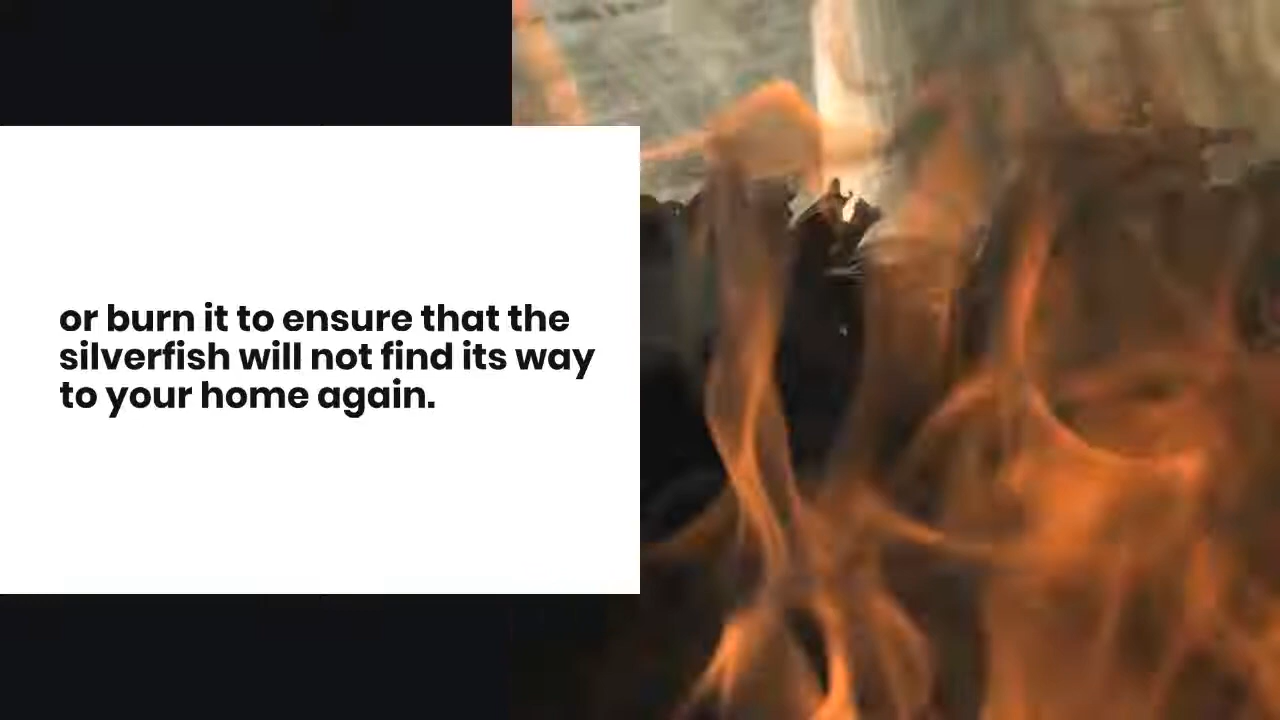 or burn it to ensure that the
silverfish will not find its way
to your home again.